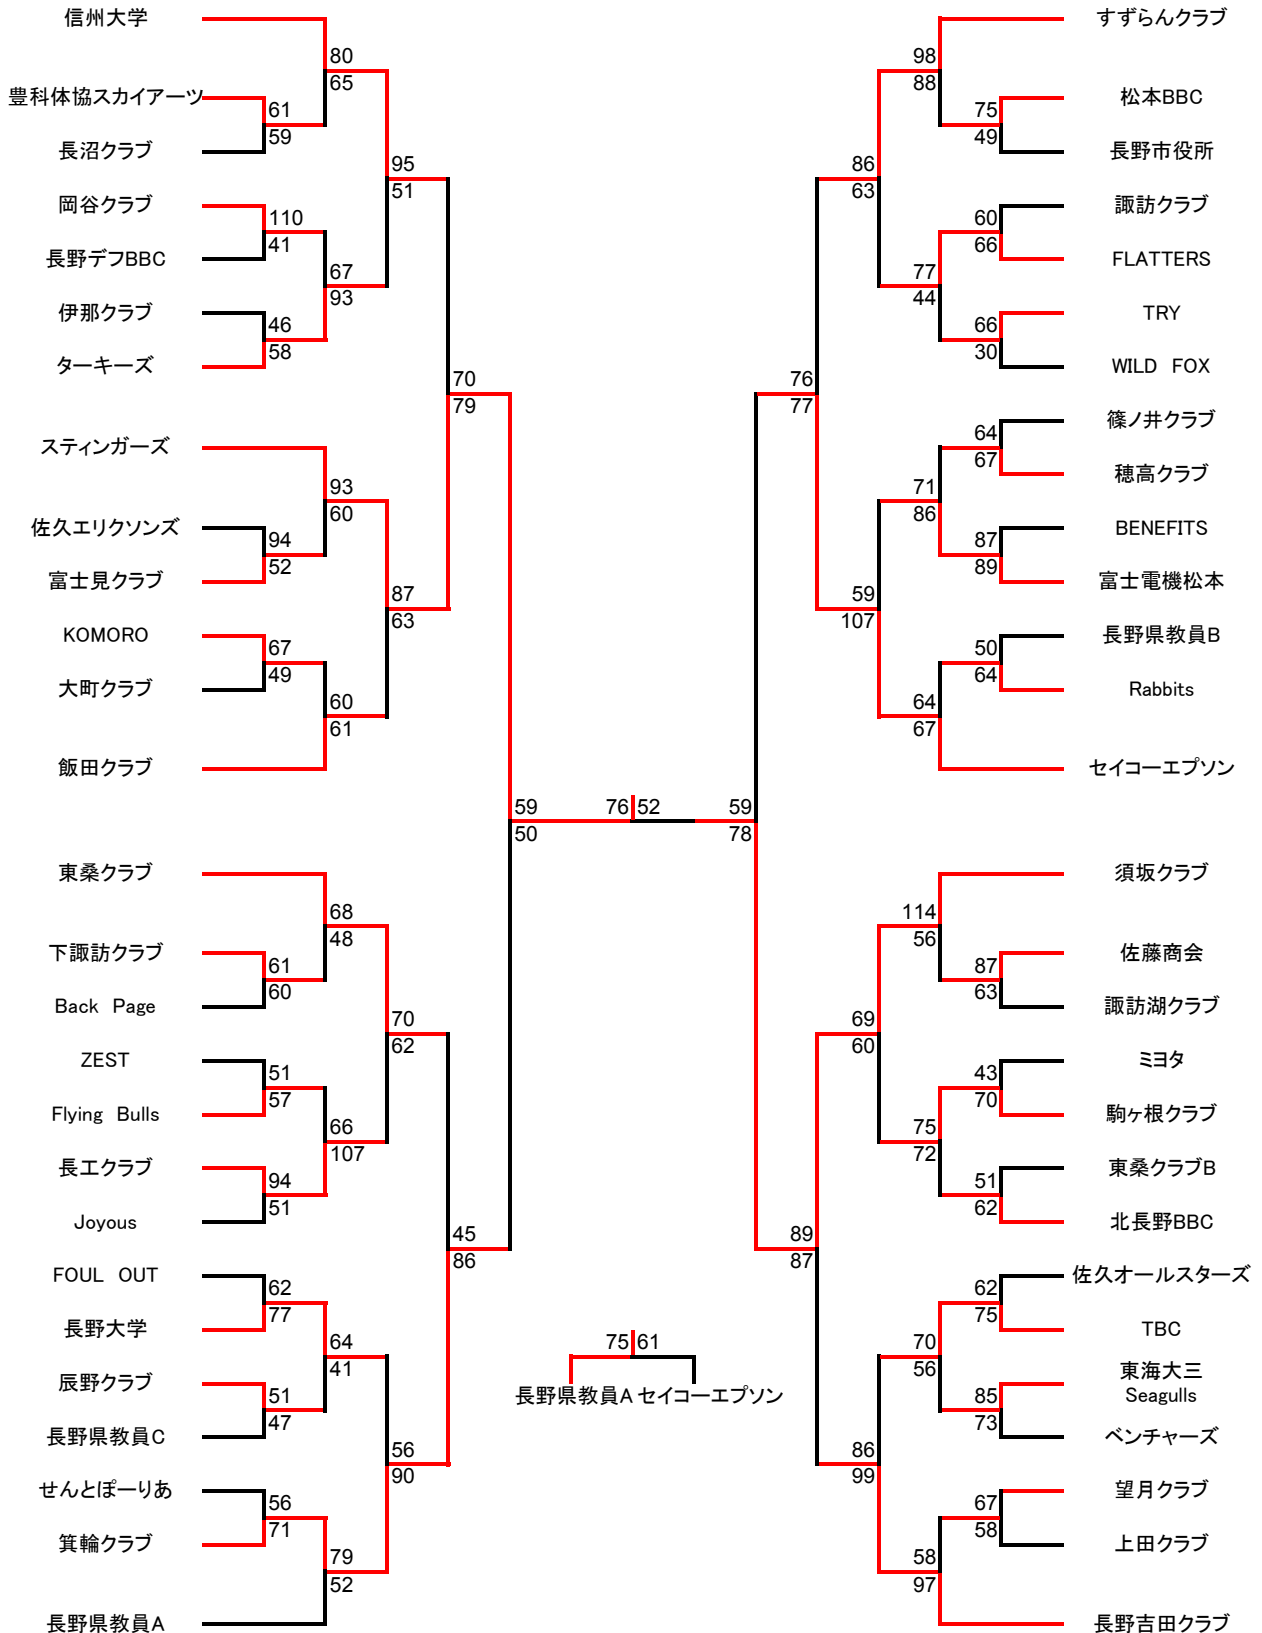 信州大学
80
65
豊科体協スカイアーツ
61
59
長沼クラブ
95
51
岡谷クラブ
110
41
長野デフBBC
67
93
伊那クラブ
46
58
ターキーズ
70
79
スティンガーズ
93
60
佐久エリクソンズ
94
52
富士見クラブ
87
63
KOMORO
67
49
大町クラブ
60
61
飯田クラブ
59
50
東桑クラブ
68
48
下諏訪クラブ
61
60
Back Page
70
62
ZEST
51
57
Flying Bulls
66
107
長工クラブ
94
51
Joyous
45
86
FOUL OUT
62
77
長野大学
64
41
辰野クラブ
51
47
長野県教員C
56
90
せんとぽーりあ
56
71
箕輪クラブ
79
52
長野県教員A
76 52
75 61
長野県教員A セイコーエプソン
すずらんクラブ
98
88
松本BBC
75
49
長野市役所
86
63
諏訪クラブ
60
66
FLATTERS
77
44
TRY
66
30
WILD FOX
76
77
篠ノ井クラブ
64
67
穂高クラブ
71
86
BENEFITS
87
89
富士電機松本
59
107
長野県教員B
50
64
Rabbits
64
67
セイコーエプソン
59
78
須坂クラブ
114
56
佐藤商会
87
63
諏訪湖クラブ
69
60
ミヨタ
43
70
駒ヶ根クラブ
75
72
東桑クラブB
51
62
北長野BBC
89
87
佐久オールスターズ
62
75
TBC
70
56
東海大三
Seagulls
85
73
ベンチャーズ
86
99
望月クラブ
67
58
上田クラブ
58
97
長野吉田クラブ